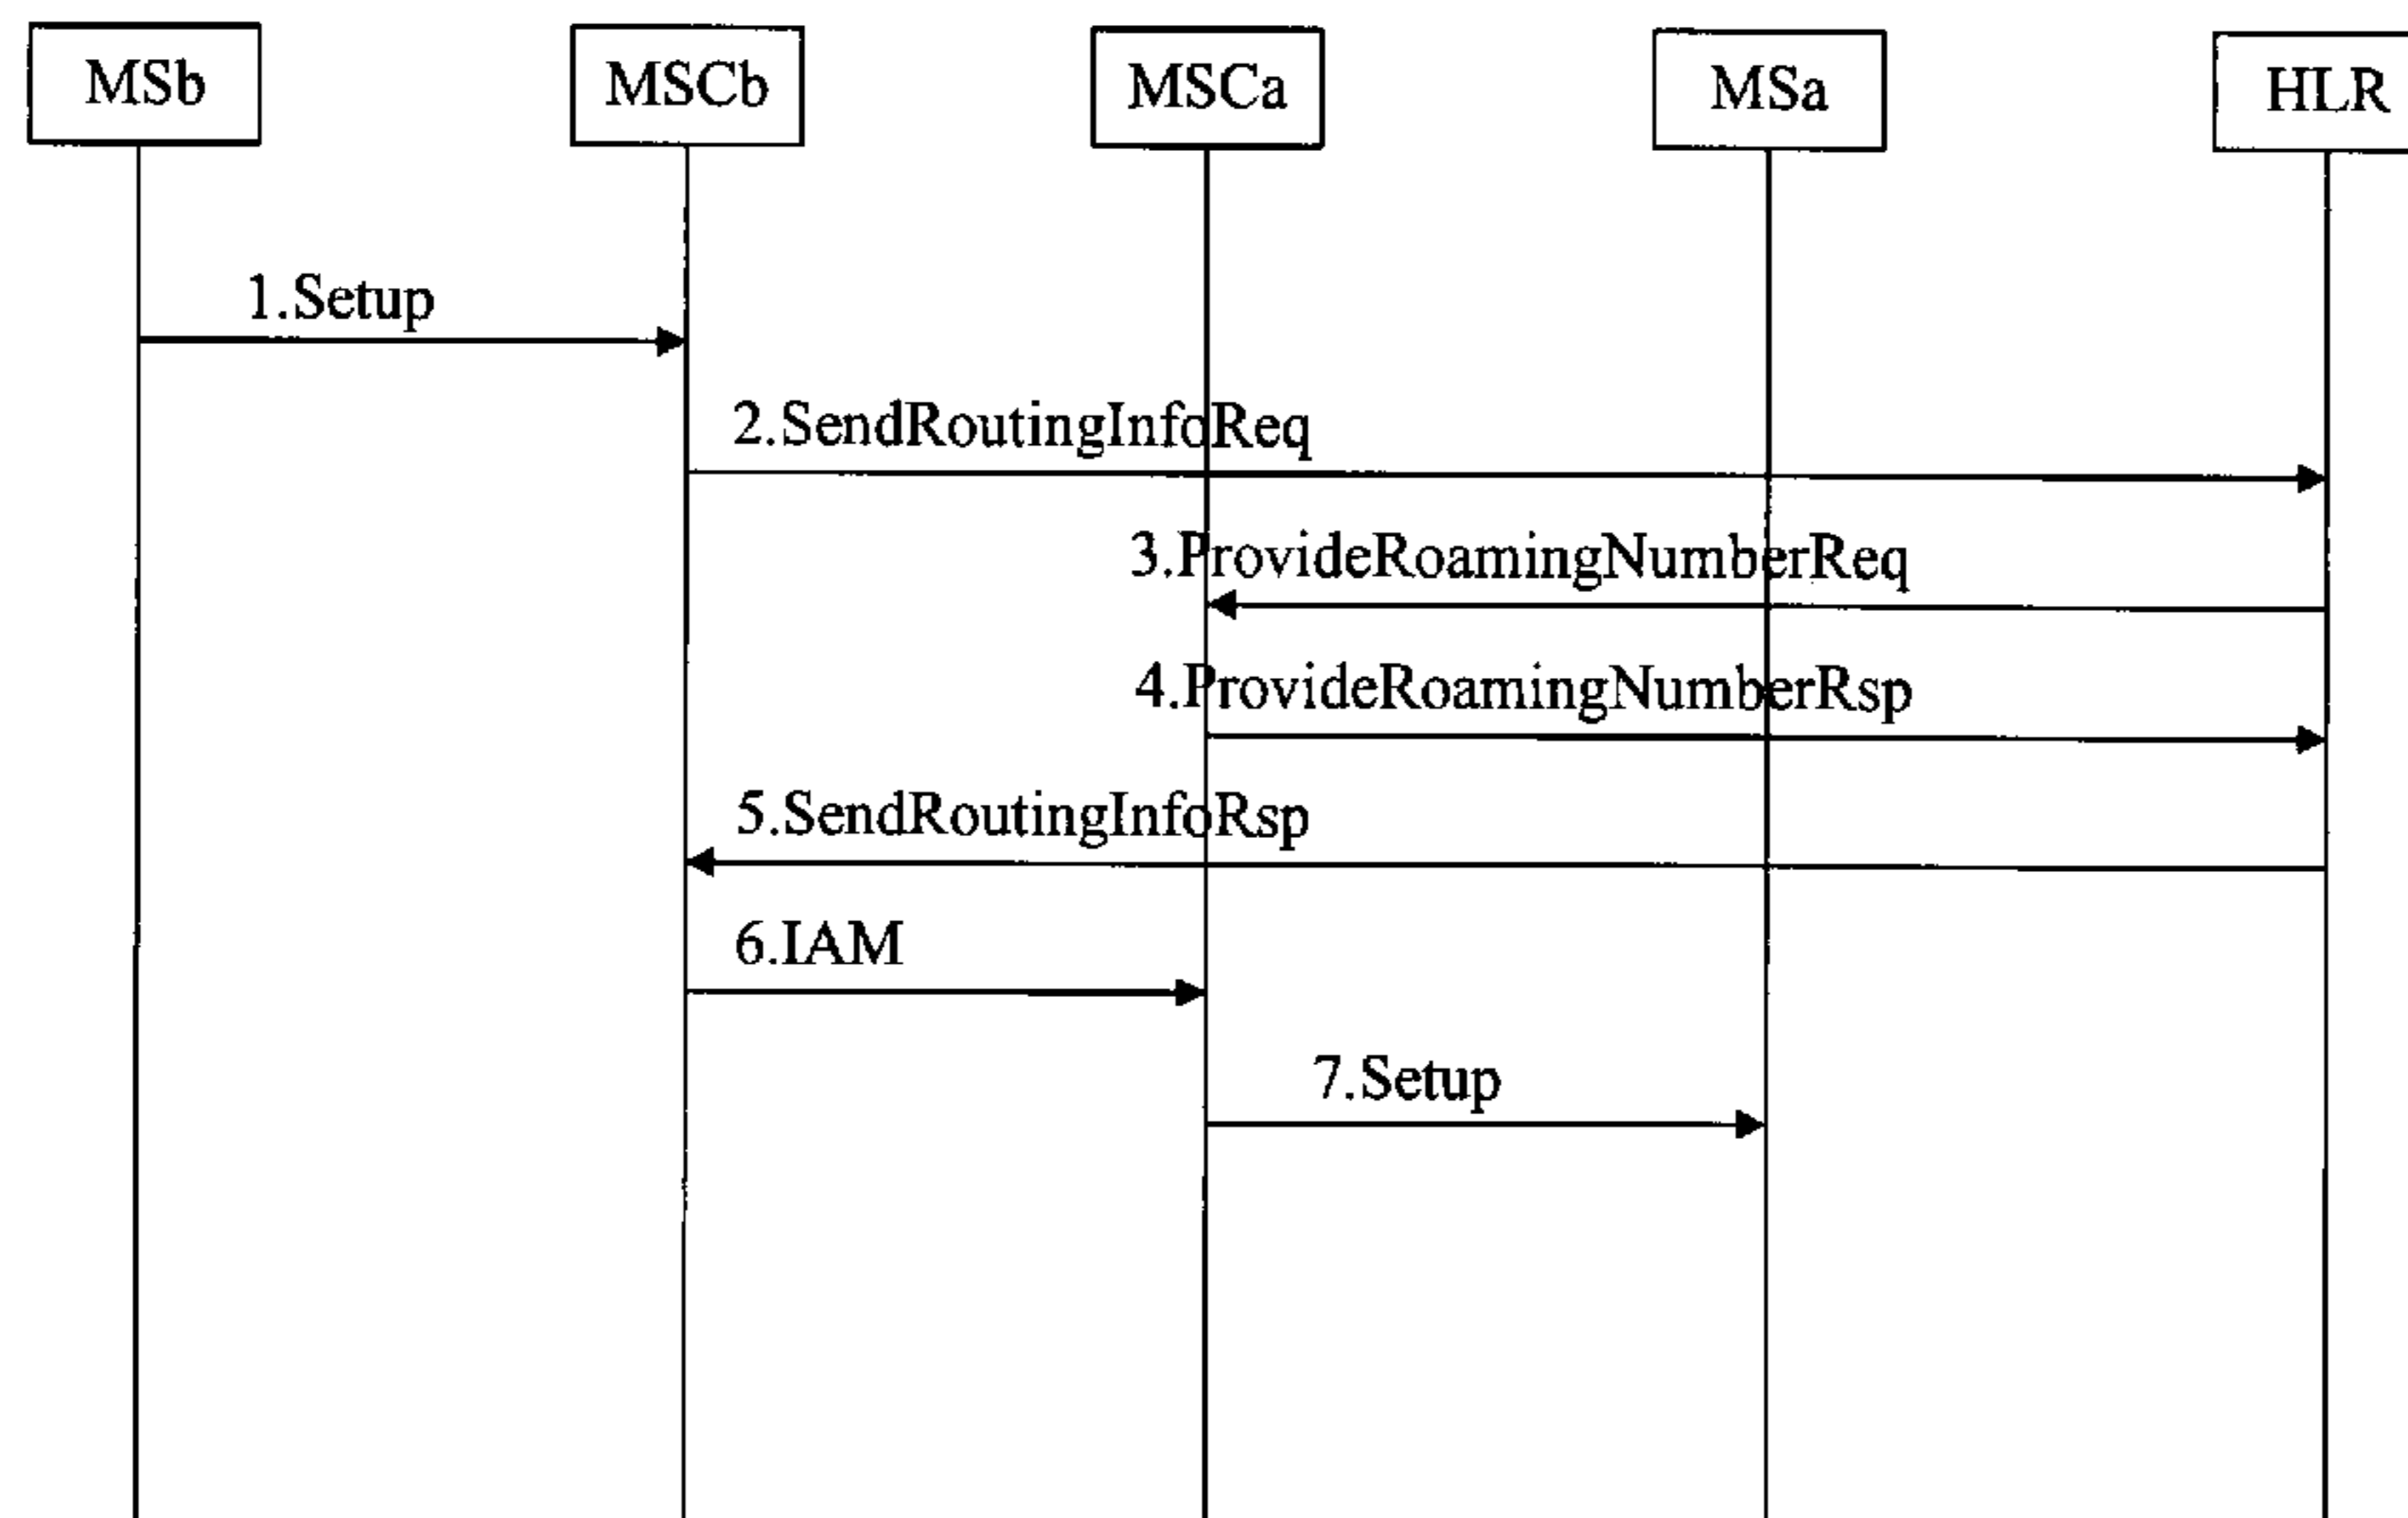 MSb
MSCb
MSCa
MSa
HLR
1.Setup
2.SendRoutingInfoReq
3.ProvideRoamingNumberReq
4.ProvideRoamingNumberRsp
5.SendRoutingInfoRsp
6.IAM
7.Setup